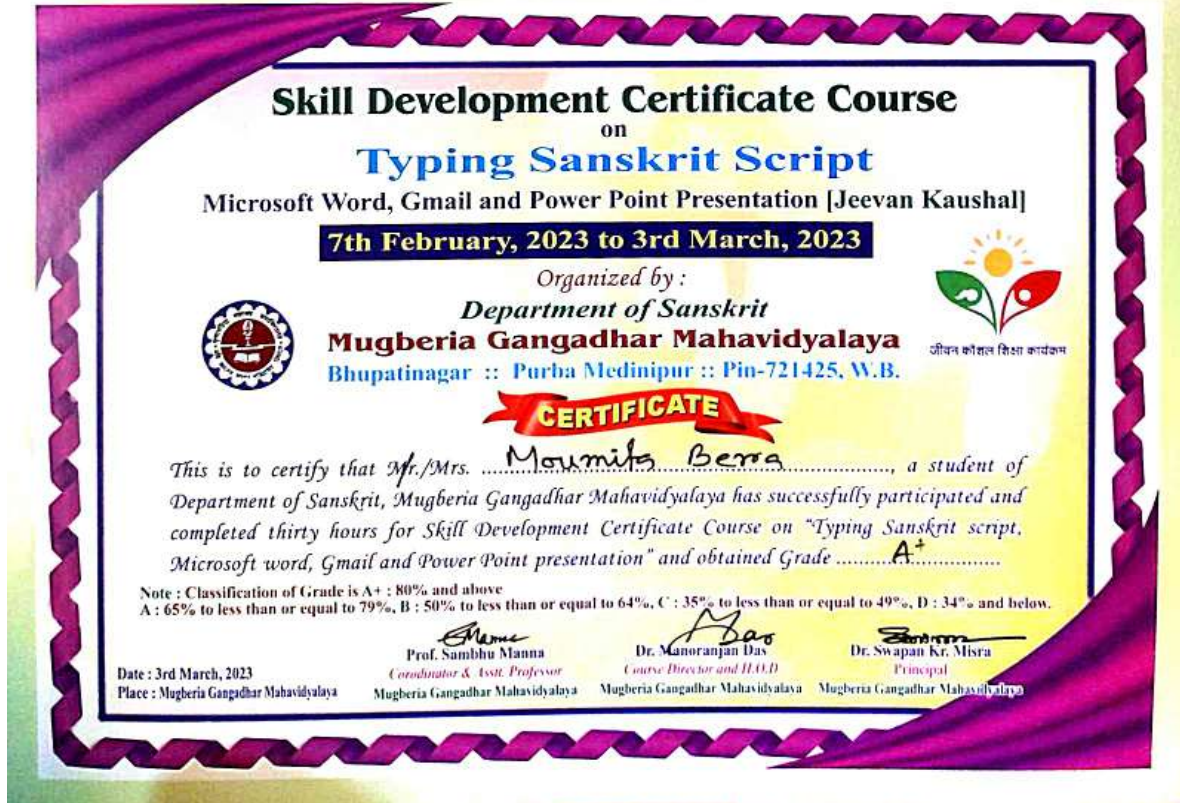 Skill Development Certificate Course
on
Typing Sanskrit Script
Microsoft Word, Gmail and Power Point Presentation [Jeevan Kaushal]
7th February, 2023 to 3rd March, 2023
Organized by :
Department of Sanskrit
Mugberia Gangadhar Mahavidyalaya
Bhupatinagar :: Purba Medinipur :: Pin-721425, W.B.
जीवन कौशल शिक्षा कार्यक्रम
CERTIFICATE
This is to certify that Mr./Mrs. Moumita Bera, a student of
Department of Sanskrit, Mugberia Gangadhar Mahavidyalaya has successfully participated and
completed thirty hours for Skill Development Certificate Course on "Typing Sanskrit script,
Microsoft word, Gmail and Power Point presentation" and obtained Grade A+
Note : Classification of Grade is A+ : 80% and above
A : 65% to less than or equal to 79%, B : 50% to less than or equal to 64%, C : 35% to less than or equal to 49%, D : 34% and below.
Prof. Sambhu Manna
Corodinator & Asstt. Professor
Mugberia Gangadhar Mahavidyalaya
Dr. Manoranjan Das
Course Director and H.O.D
Mugberia Gangadhar Mahavidyalaya
Dr. Swapan Kr. Misra
Principal
Mugberia Gangadhar Mahavidyalaya
Date : 3rd March, 2023
Place : Mugberia Gangadhar Mahavidyalaya